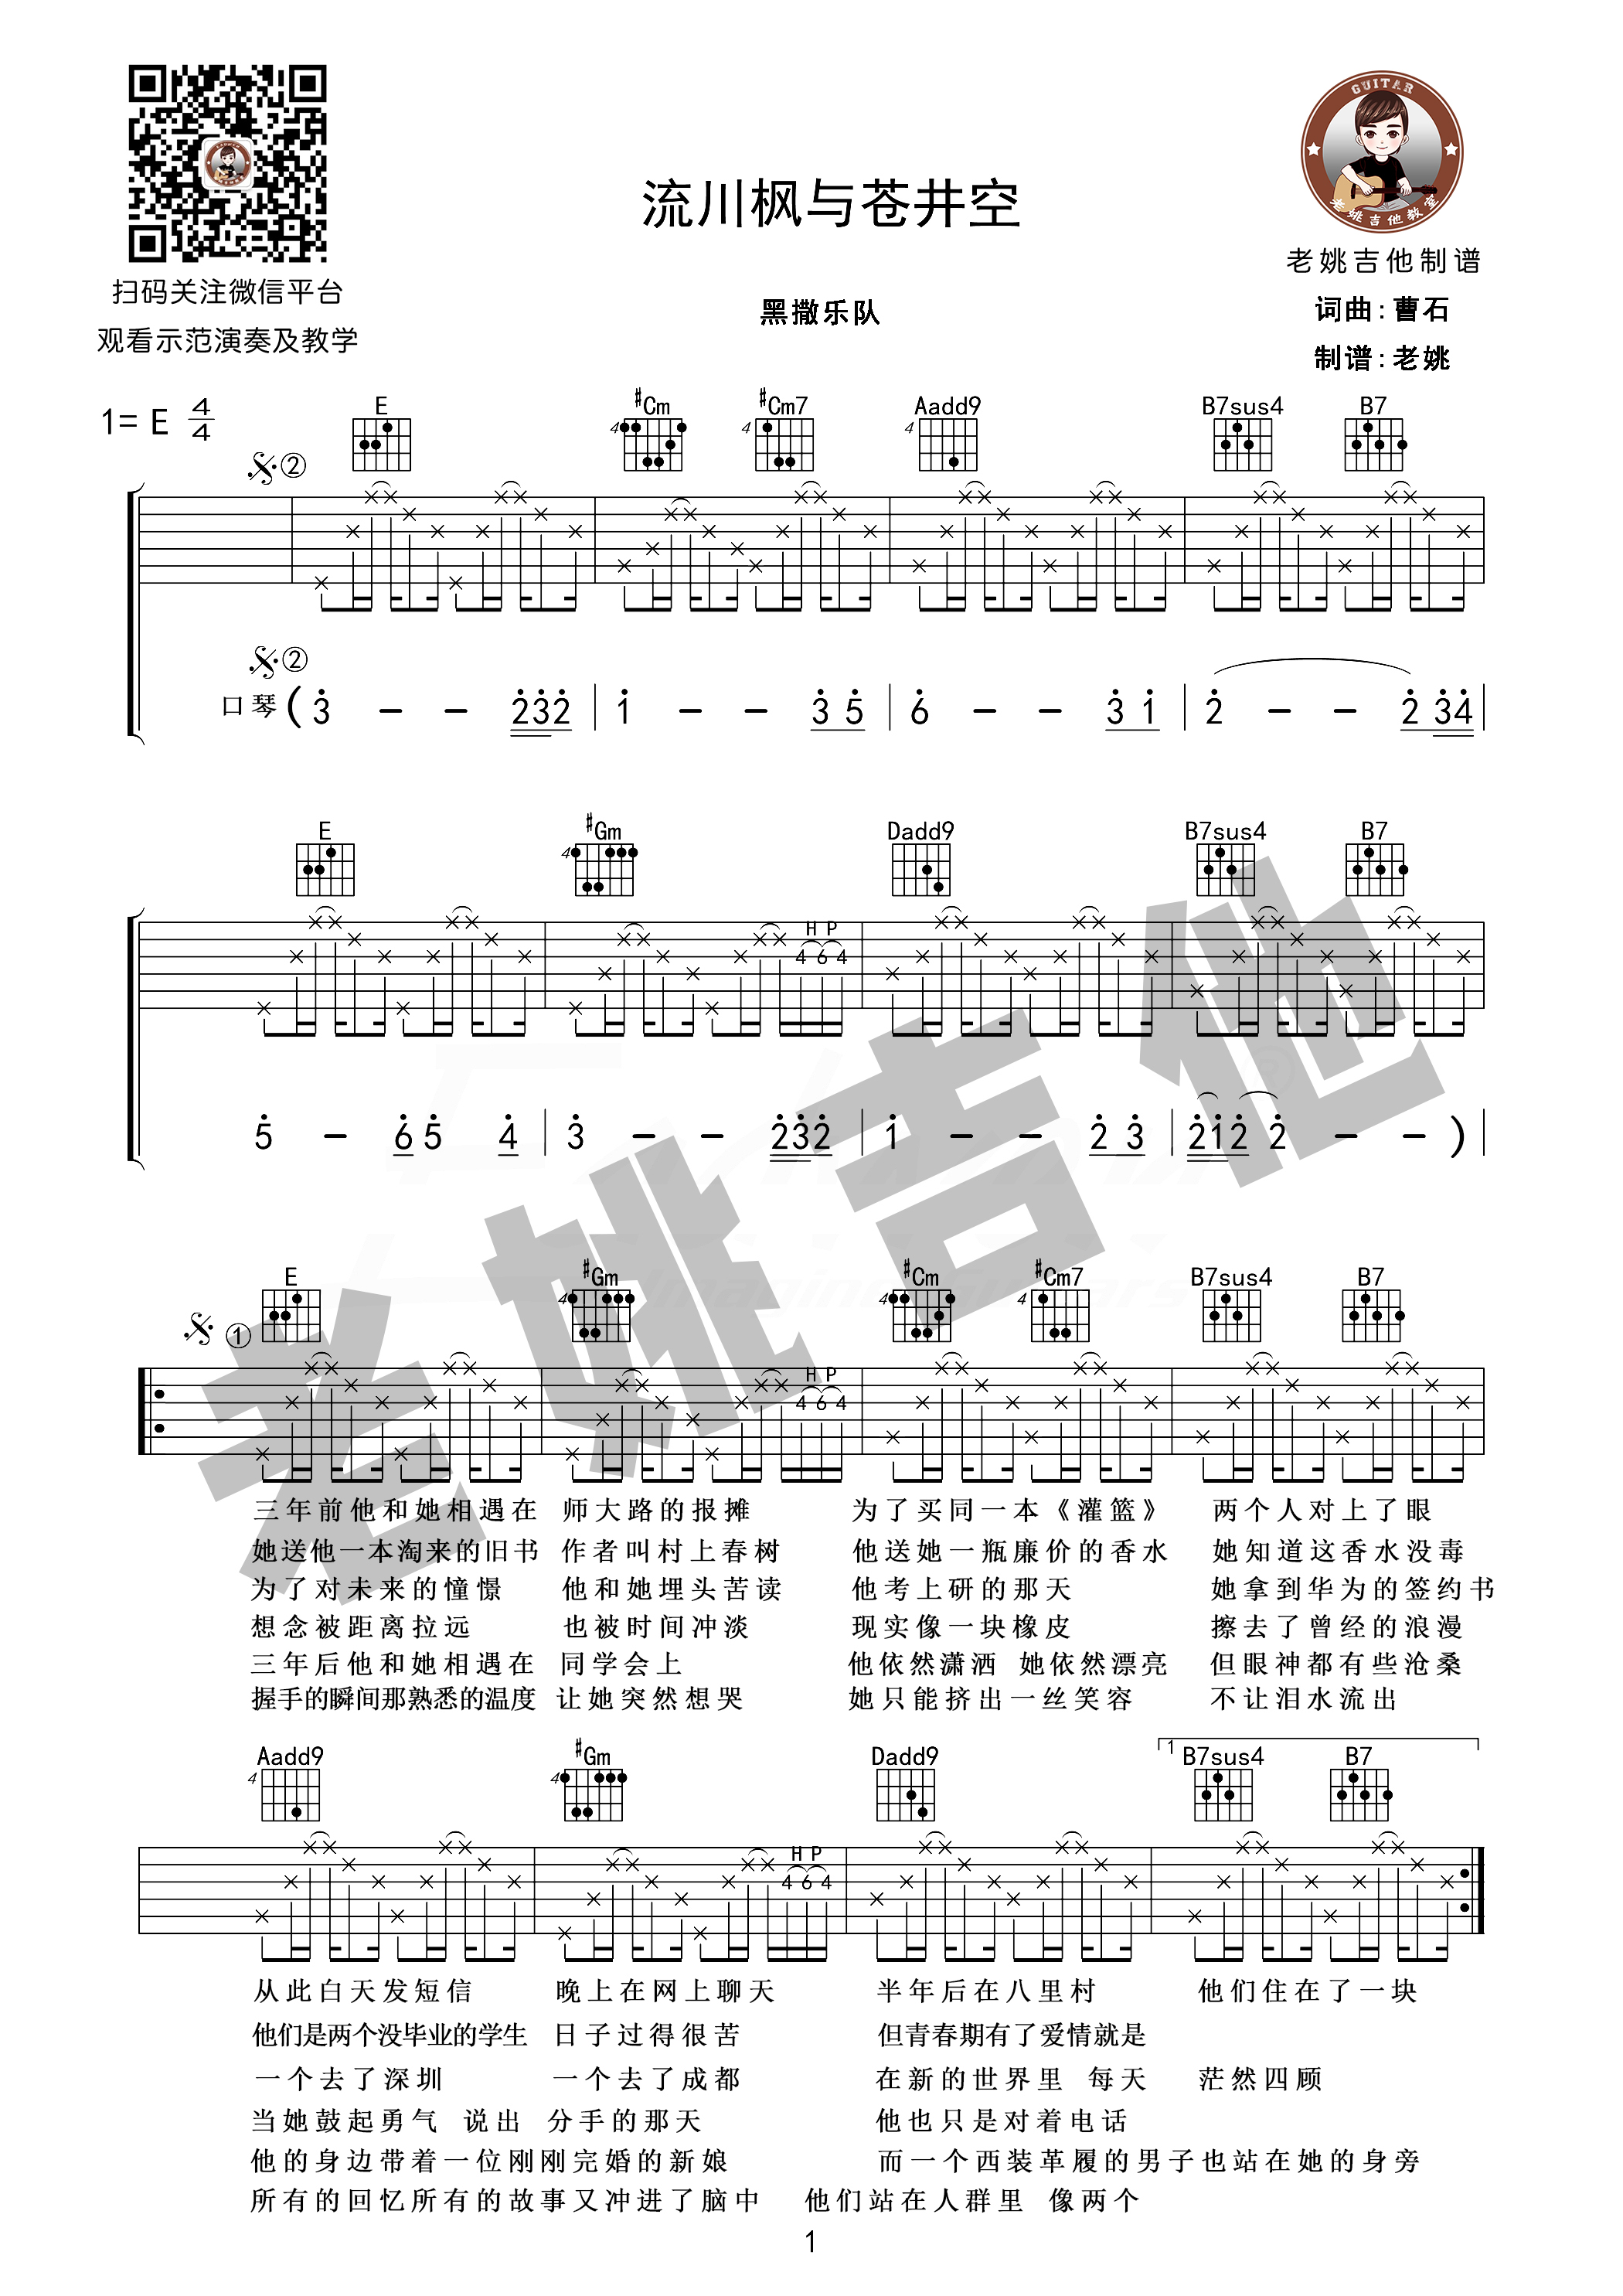 GUITAR
老姚吉他教室
流川枫与苍井空
老姚吉他制谱
扫码关注微信平台
黑撒乐队
词曲:曹石
观看示范演奏及教学
制谱:老姚
1= E 4/4
E #Cm #Cm7 Aadd9 B7sus4 B7
4 4 4
②
②
口琴 ( 3 - - 232 | 1 - - 3 5 | 6 - - 3 1 | 2 - - 2 34 |
E #Gm Dadd9 B7sus4 B7
4
H P
4 6 4
5 - 6 5 4 | 3 - - 232 | 1 - - 2 3 | 212 2 - - ) |
E #Gm #Cm #Cm7 B7sus4 B7
4 4 4
①
H P
4 6 4
三年前他和她相遇在 师大路的报摊 为了买同一本《灌篮》 两个人对上了眼
她送他一本淘来的旧书 作者叫村上春树 他送她一瓶廉价的香水 她知道这香水没毒
为了对未来的憧憬 他和她埋头苦读 他考上研的那天 她拿到华为的签约书
想念被距离拉远 也被时间冲淡 现实像一块橡皮 擦去了曾经的浪漫
三年后他和她相遇在 同学会上 他依然潇洒 她依然漂亮 但眼神都有些沧桑
握手的瞬间那熟悉的温度 让她突然想哭 她只能挤出一丝笑容 不让泪水流出
Aadd9 #Gm Dadd9 1 B7sus4 B7
4 4
H P
4 6 4
从此白天发短信 晚上在网上聊天 半年后在八里村 他们住在了一块
他们是两个没毕业的学生 日子过得很苦 但青春期有了爱情就是
一个去了深圳 一个去了成都 在新的世界里 每天 茫然四顾
当她鼓起勇气 说出 分手的那天 他也只是对着电话
他的身边带着一位刚刚完婚的新娘 而一个西装革履的男子也站在她的身旁
所有的回忆所有的故事又冲进了脑中 他们站在人群里 像两个
1
老姚吉他